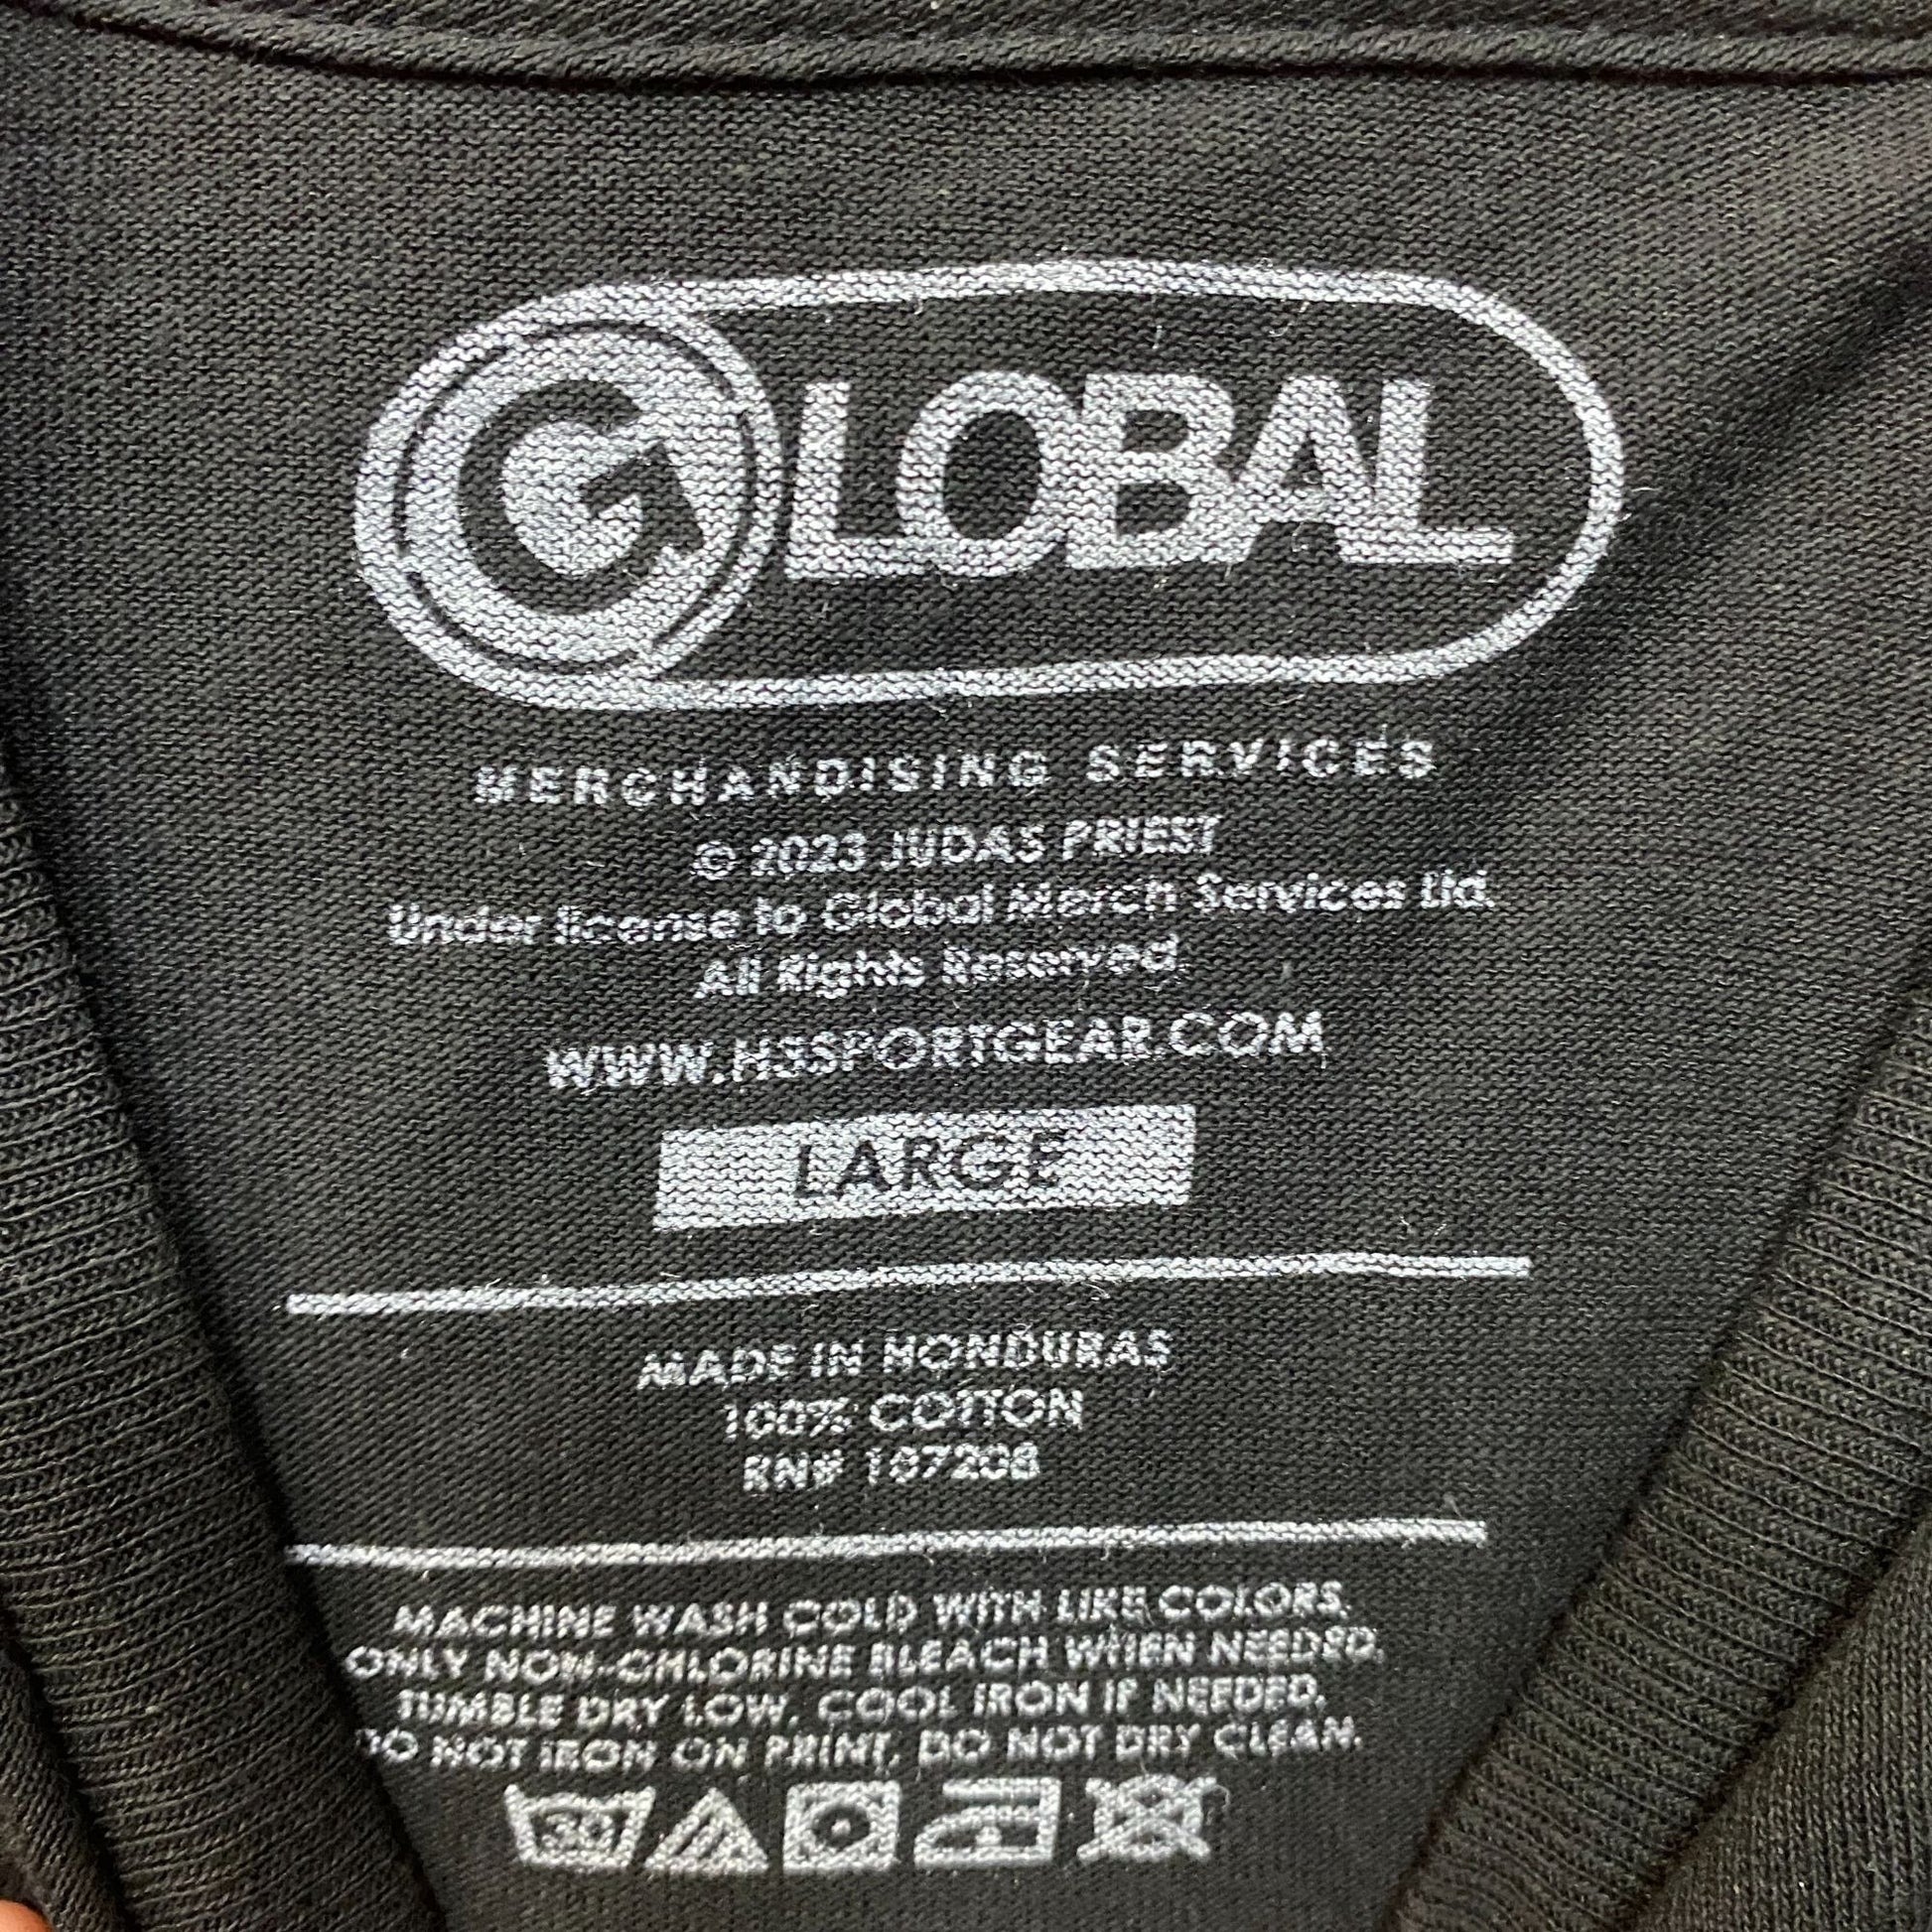 GLOBAL
MERCHANDISING SERVICES
© 2023 JUDAS PRIEST
Under license to Global Merch Services Ltd.
All Rights Reserved.
WWW.H3SPORTGEAR.COM
LARGE
MADE IN HONDURAS
100% COTTON
RN# 107208
MACHINE WASH COLD WITH LIKE COLORS.
ONLY NON-CHLORINE BLEACH WHEN NEEDED.
TUMBLE DRY LOW. COOL IRON IF NEEDED.
DO NOT IRON ON PRINT. DO NOT DRY CLEAN.
30